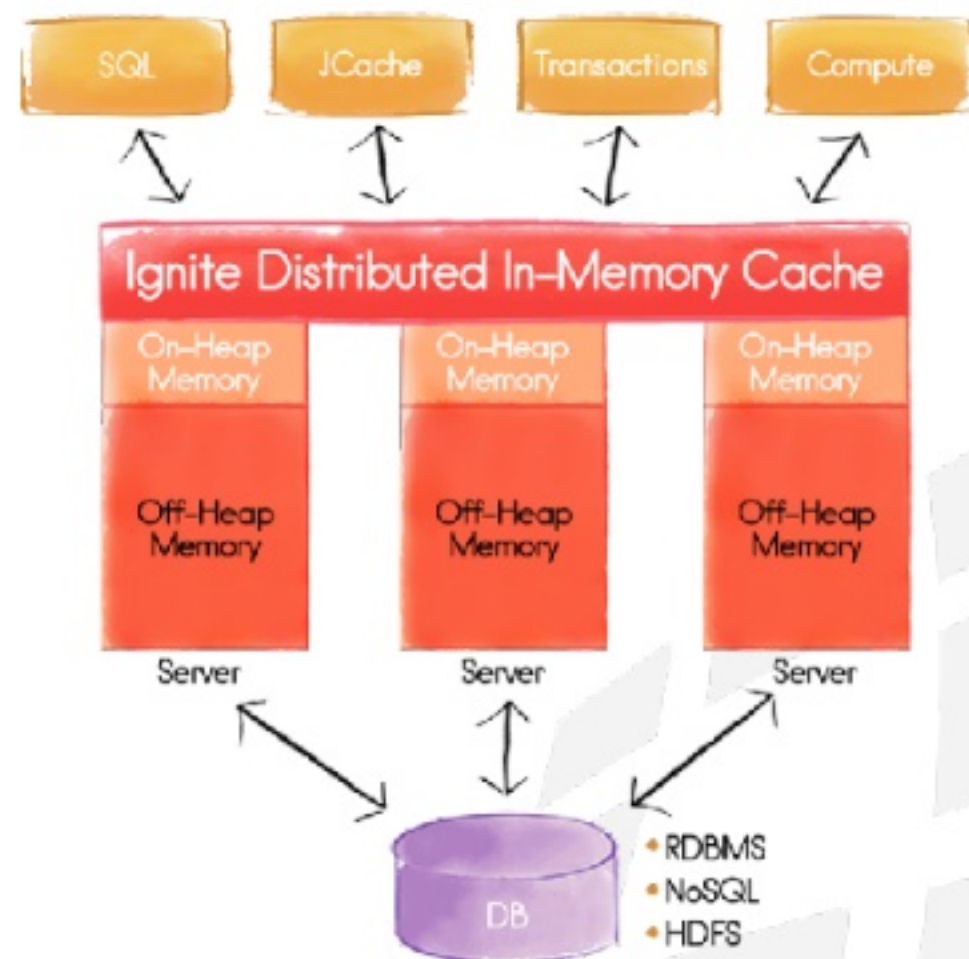 SQL
JCache
Transactions
Compute
Ignite Distributed In-Memory Cache
On-Heap
Memory
On-Heap
Memory
On-Heap
Memory
Off-Heap
Memory
Off-Heap
Memory
Off-Heap
Memory
Server
Server
Server
DB
• RDBMS
• NoSQL
• HDFS